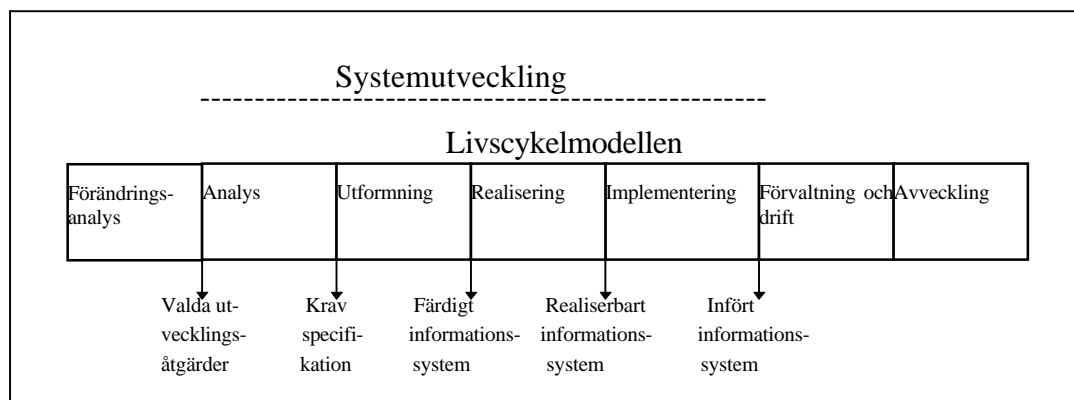 Systemutveckling
Livscykelmodellen
Förändrings-
analys
Analys
Utformning
Realisering
Implementering
Förvaltning och
drift
Avveckling
Valda ut-
vecklings-
åtgärder
Krav
specifi-
kation
Färdigt
informations-
system
Realiserbart
informations-
system
Infört
informations-
system